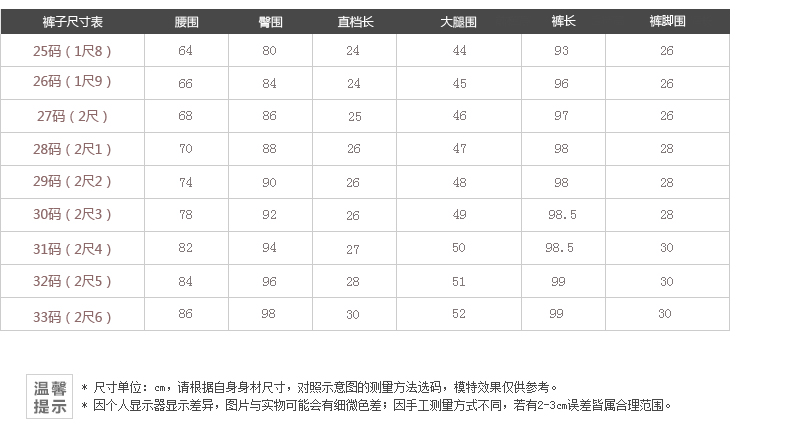 裤子尺寸表 腰围 臀围 直档长 大腿围 裤长 裤脚围
25码（1尺8） 64 80 24 44 93 26
26码（1尺9） 66 84 24 45 96 26
27码（2尺） 68 86 25 46 97 26
28码（2尺1） 70 88 26 47 98 28
29码（2尺2） 74 90 26 48 98 28
30码（2尺3） 78 92 26 49 98.5 28
31码（2尺4） 82 94 27 50 98.5 30
32码（2尺5） 84 96 28 51 99 30
33码（2尺6） 86 98 30 52 99 30
温馨
提示
* 尺寸单位：cm，请根据自身身材尺寸，对照示意图的测量方法选码，模特效果仅供参考。
* 因个人显示器显示差异，图片与实物可能会有细微色差；因手工测量方式不同，若有2-3cm误差皆属合理范围。